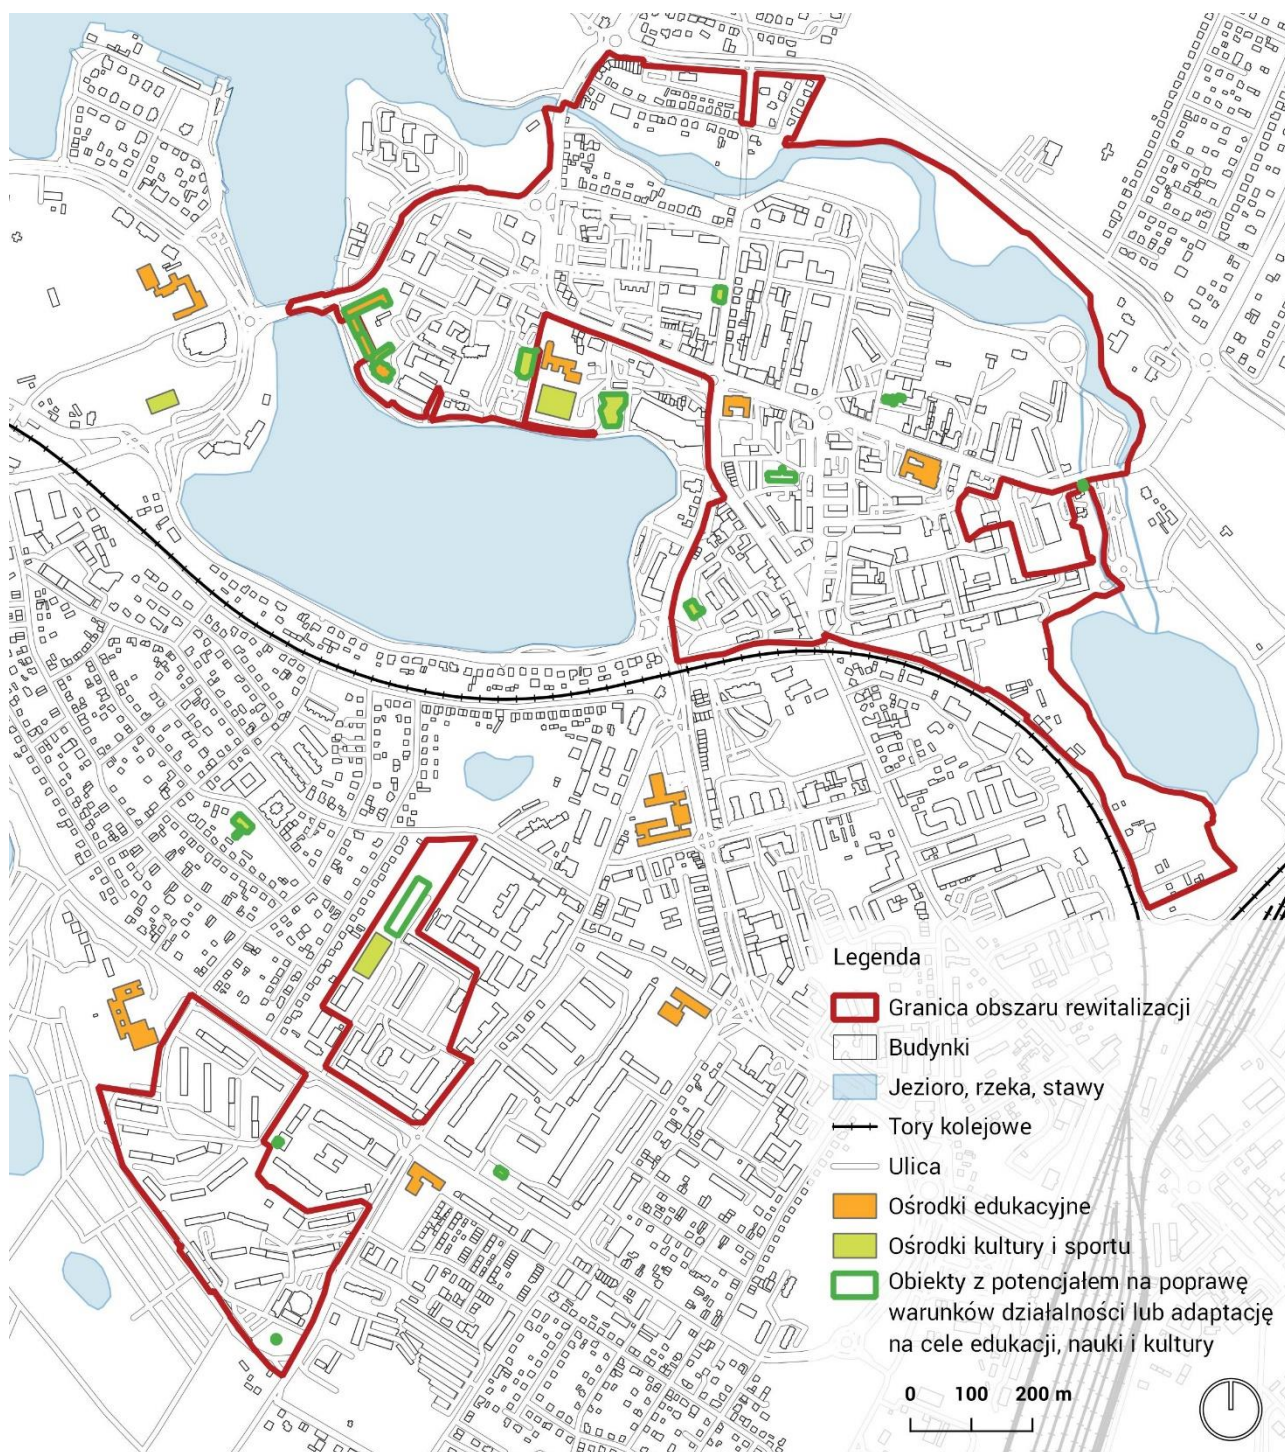 Legenda
Granica obszaru rewitalizacji
Budynki
Jezioro, rzeka, stawy
Tory kolejowe
Ulica
Ośrodki edukacyjne
Ośrodki kultury i sportu
Obiekty z potencjałem na poprawę
warunków działalności lub adaptację
na cele edukacji, nauki i kultury
0 100 200 m